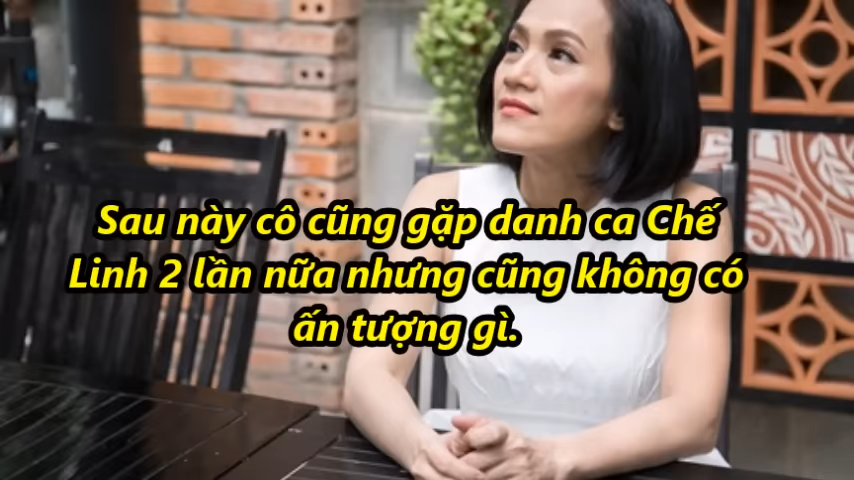 Sau này cô cũng gặp danh ca Chế
Linh 2 lần nữa nhưng cũng không có
ấn tượng gì.